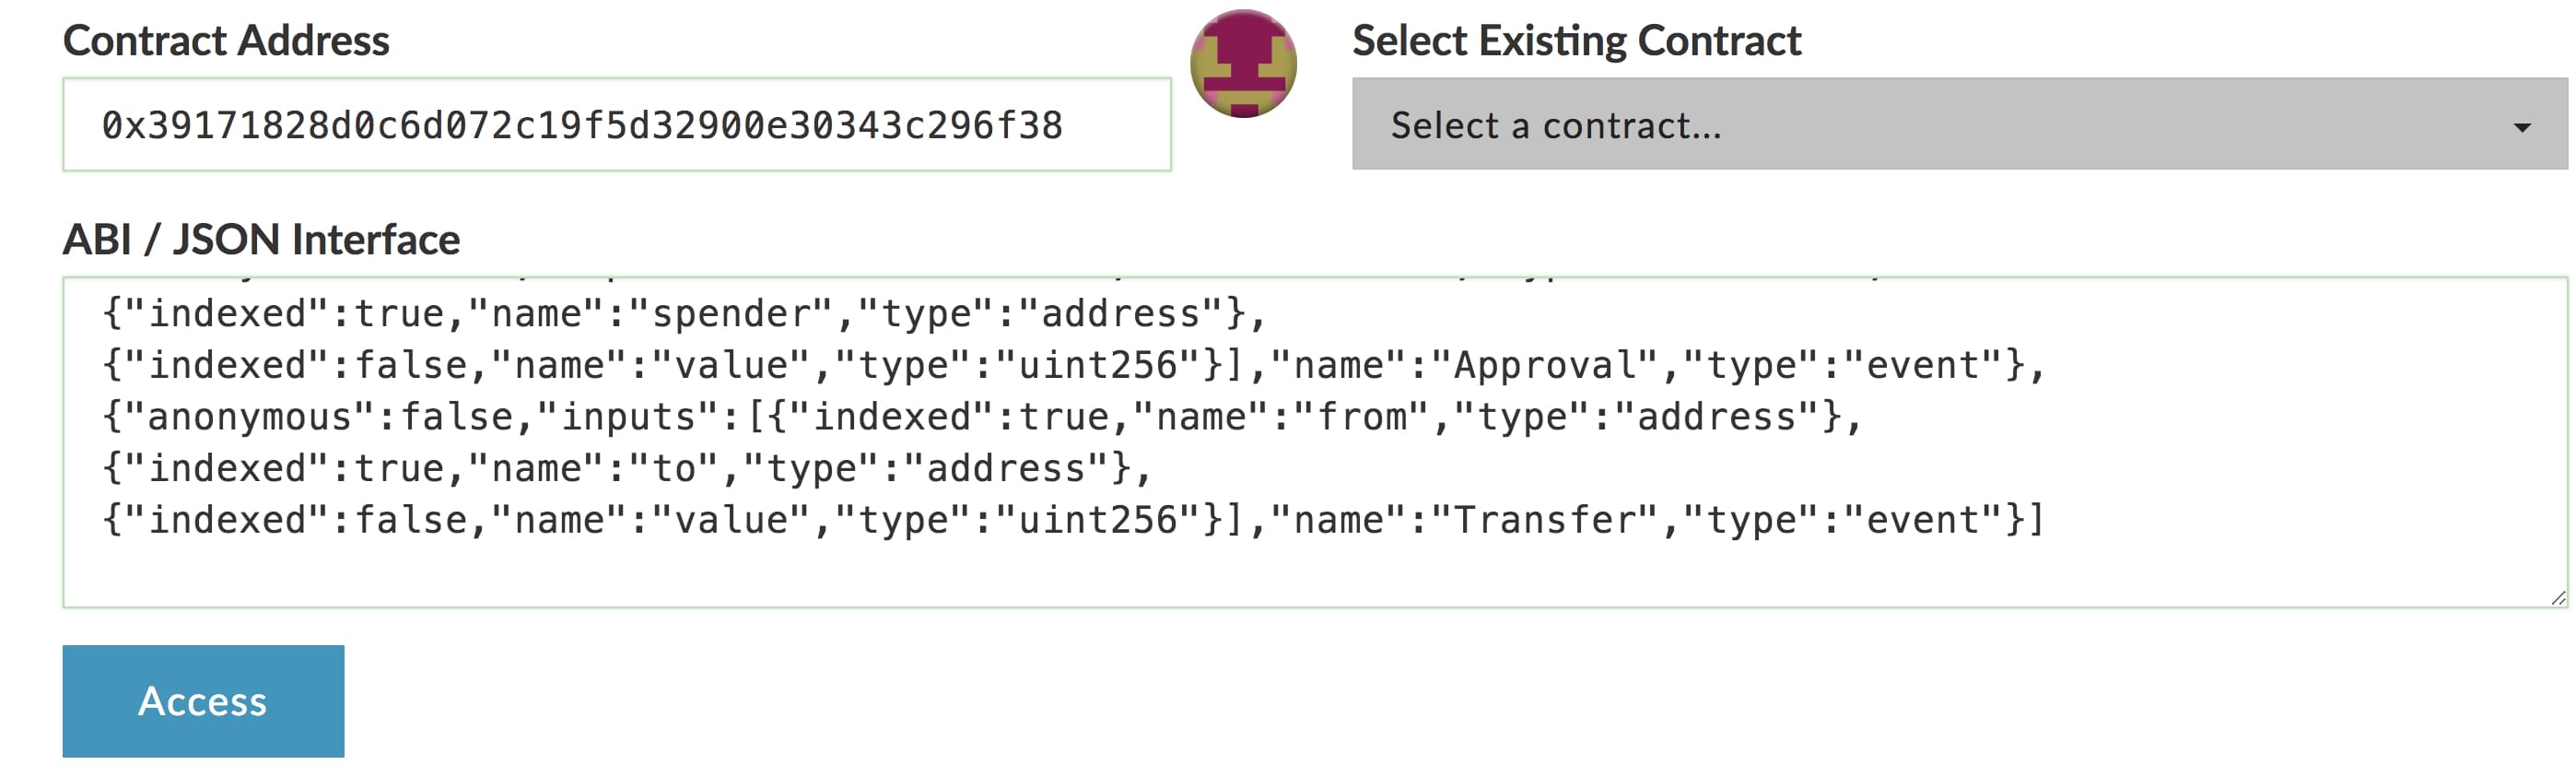 Contract Address
Select Existing Contract
0x39171828d0c6d072c19f5d32900e30343c296f38
Select a contract...
ABI / JSON Interface
{"indexed":true,"name":"spender","type":"address"},
{"indexed":false,"name":"value","type":"uint256"}],"name":"Approval","type":"event"},
{"anonymous":false,"inputs":[{"indexed":true,"name":"from","type":"address"},
{"indexed":true,"name":"to","type":"address"},
{"indexed":false,"name":"value","type":"uint256"}],"name":"Transfer","type":"event"}]
Access